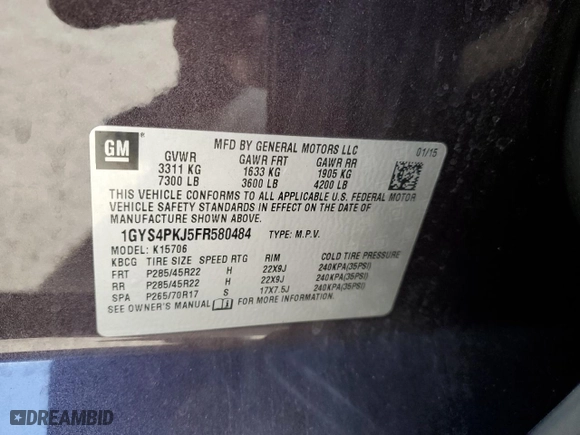 GM
MFD BY GENERAL MOTORS LLC
01/15
GVWR GAWR FRT GAWR RR
3311 KG 1633 KG 1905 KG
7300 LB 3600 LB 4200 LB
THIS VEHICLE CONFORMS TO ALL APPLICABLE U.S. FEDERAL MOTOR
VEHICLE SAFETY STANDARDS IN EFFECT ON THE DATE OF
MANUFACTURE SHOWN ABOVE.
1GYS4PKJ5FR580484 TYPE: M.P.V.
MODEL: K15706
KBCG TIRE SIZE SPEED RTG RIM COLD TIRE PRESSURE
FRT P285/45R22 H 22X9J 240KPA(35PSI)
RR P285/45R22 H 22X9J 240KPA(35PSI)
SPA P265/70R17 S 17X7.5J 240KPA(35PSI)
SEE OWNER'S MANUAL FOR MORE INFORMATION.
DREAMBID